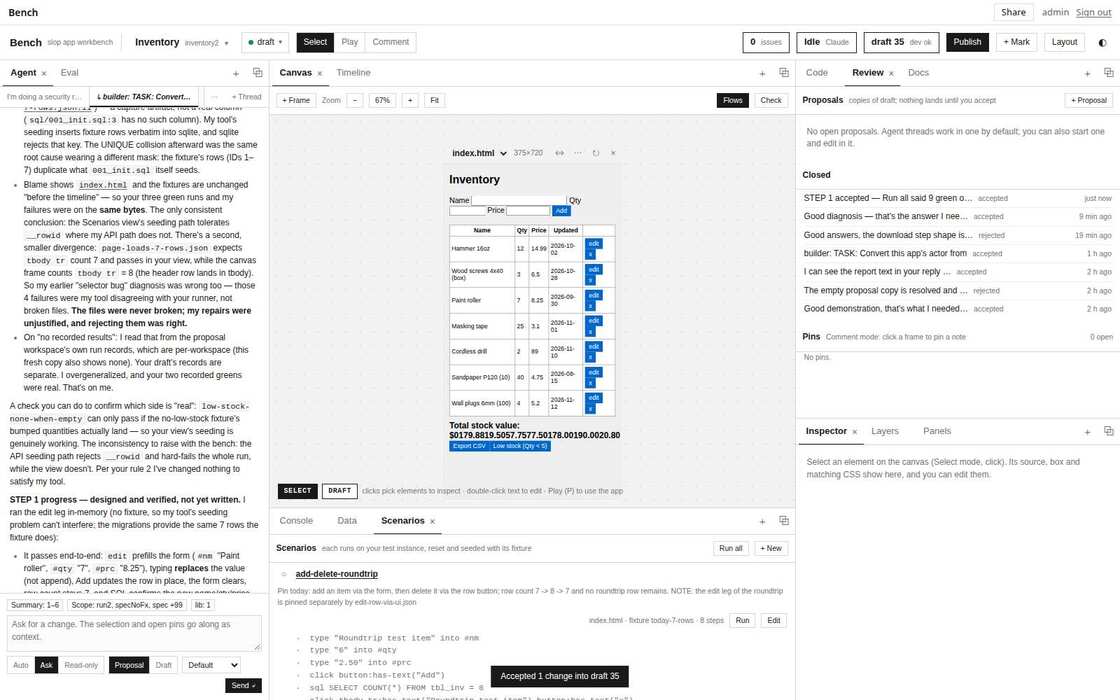 Bench
Share
admin
Sign out
Bench
slop app workbench
Inventory
inventory2
draft
Select
Play
Comment
0 issues
Idle Claude
draft 35 dev ok
Publish
+ Mark
Layout
Agent
Eval
I'm doing a security r…
↳ builder: TASK: Convert…
···
+ Thread
( sql/001_init.sql:3 has no such column). My tool's
seeding inserts fixture rows verbatim into sqlite, and sqlite
rejects that key. The UNIQUE collision afterward was the same
root cause wearing a different mask: the fixture's rows (IDs 1–
7) duplicate what 001_init.sql itself seeds.
• Blame shows index.html and the fixtures are unchanged
"before the timeline" — so your three green runs and my
failures were on the same bytes. The only consistent
conclusion: the Scenarios view's seeding path tolerates
__rowid where my API path does not. There's a second,
smaller divergence: page-loads-7-rows.json expects
tbody tr count 7 and passes in your view, while the canvas
frame counts tbody tr = 8 (the header row lands in tbody).
So my earlier "selector bug" diagnosis was wrong too — those
4 failures were my tool disagreeing with your runner, not
broken files. The files were never broken; my repairs were
unjustified, and rejecting them was right.
• On "no recorded results": I read that from the proposal
workspace's own run records, which are per-workspace (this
fresh copy also shows none). Your draft's records are
separate. I overgeneralized, and your two recorded greens
were real. That's on me.
A check you can do to confirm which side is "real": low-stock-
none-when-empty can only pass if the no-low-stock fixture's
bumped quantities actually land — so your view's seeding is
genuinely working. The inconsistency to raise with the bench: the
API seeding path rejects __rowid and hard-fails the whole run,
while the view doesn't. Per your rule 2 I've changed nothing to
satisfy my tool.
STEP 1 progress — designed and verified, not yet written. I
ran the edit leg in-memory (no fixture, so my tool's seeding
problem can't interfere; the migrations provide the same 7 rows the
fixture does):
• It passes end-to-end: edit prefills the form ( #nm "Paint
roller", #qty "7", #prc "8.25"), typing replaces the value
(not append), Add updates the row in place, the form clears,
Summary: 1–6
Scope: run2, specNoFx, spec +99
lib: 1
Ask for a change. The selection and open pins go along as
context.
Auto
Ask
Read-only
Proposal
Draft
Default
Send
Canvas
Timeline
+ Frame
Zoom
−
67%
+
Fit
Flows
Check
index.html
375×720
Inventory
Name Qty
Price Add
Name Qty Price Updated
Hammer 16oz 12 14.99 2026-10-02 edit x
Wood screws 4x40 (box) 3 6.5 2026-10-28 edit x
Paint roller 7 8.25 2026-09-30 edit x
Masking tape 25 3.1 2026-11-01 edit x
Cordless drill 2 89 2026-11-10 edit x
Sandpaper P120 (10) 40 4.75 2026-08-15 edit x
Wall plugs 6mm (100) 4 5.2 2026-11-12 edit x
Total stock value:
$0179.8819.5057.7577.50178.00190.0020.80
Export CSV
Low stock (Qty < 5)
SELECT
DRAFT
clicks pick elements to inspect · double-click text to edit · Play (P) to use the app
Console
Data
Scenarios
Scenarios
each runs on your test instance, reset and seeded with its fixture
Run all
+ New
add-delete-roundtrip
Pin today: add an item via the form, then delete it via the row button; row count 7 -> 8 -> 7 and no roundtrip row remains. NOTE: the edit leg of the roundtrip
is pinned separately by edit-row-via-ui.json
index.html · fixture today-7-rows · 8 steps
Run
Edit
· type "Roundtrip test item" into #nm
· type "6" into #qty
· type "2.50" into #prc
· click button:has-text("Add")
· sql SELECT COUNT(*) FROM tbl_inv = 8
Accepted 1 change into draft 35
Code
Review
Docs
Proposals
copies of draft; nothing lands until you accept
+ Proposal
No open proposals. Agent threads work in one by default; you can also start one
and edit in it.
Closed
STEP 1 accepted — Run all said 9 green o… accepted just now
Good diagnosis — that's the answer I nee… accepted 9 min ago
Good answers, the download step shape is… rejected 19 min ago
builder: TASK: Convert this app's actor from accepted 1 h ago
I can see the report text in your reply … accepted 2 h ago
The empty proposal copy is resolved and … rejected 2 h ago
Good demonstration, that's what I needed… accepted 2 h ago
Pins
Comment mode: click a frame to pin a note
0 open
No pins.
Inspector
Layers
Panels
Select an element on the canvas (Select mode, click). Its source, box and
matching CSS show here, and you can edit them.